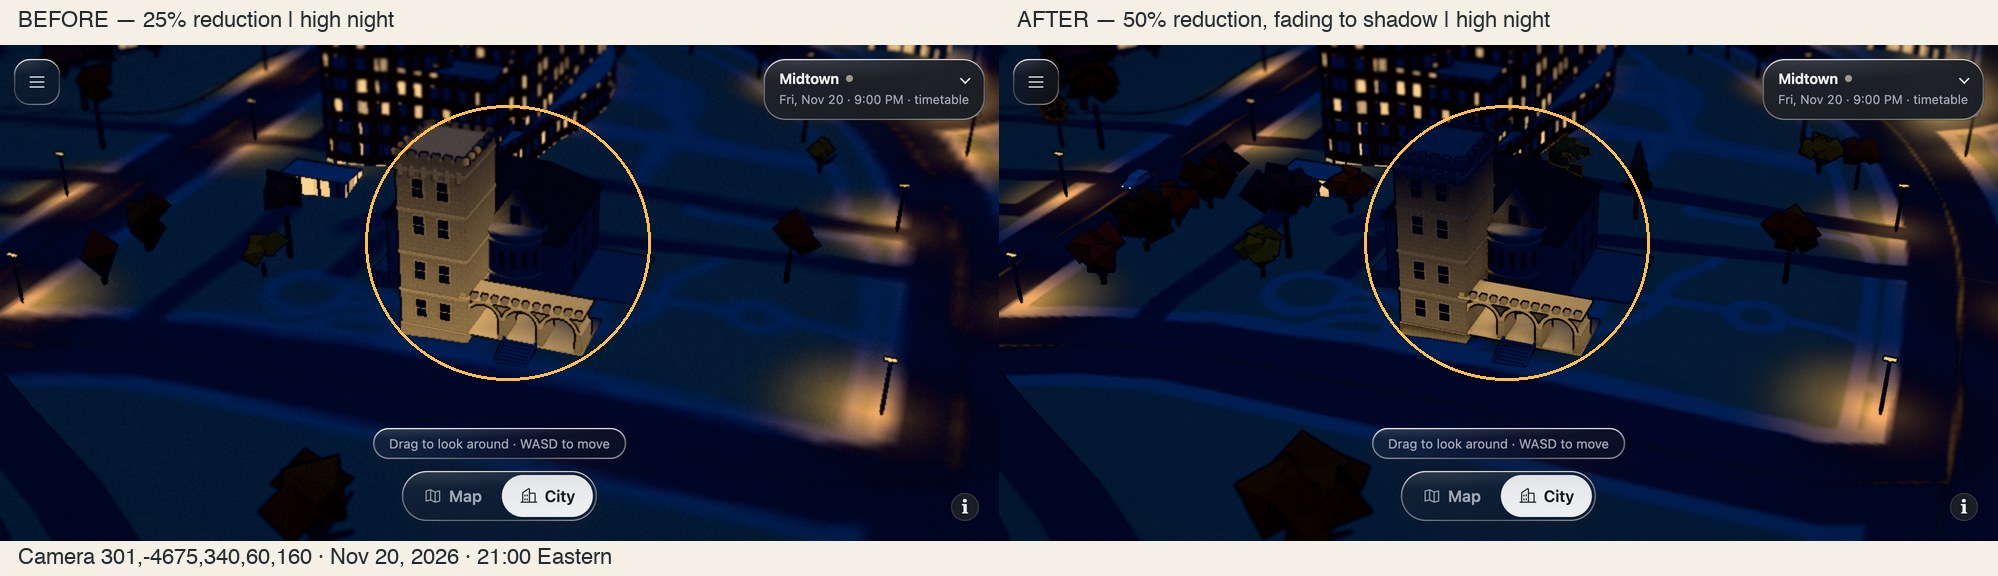 BEFORE — 25% reduction | high night
AFTER — 50% reduction, fading to shadow | high night
Midtown
Fri, Nov 20 · 9:00 PM · timetable
Midtown
Fri, Nov 20 · 9:00 PM · timetable
Drag to look around · WASD to move
Drag to look around · WASD to move
Map City
Map City
i
i
Camera 301,-4675,340,60,160 · Nov 20, 2026 · 21:00 Eastern